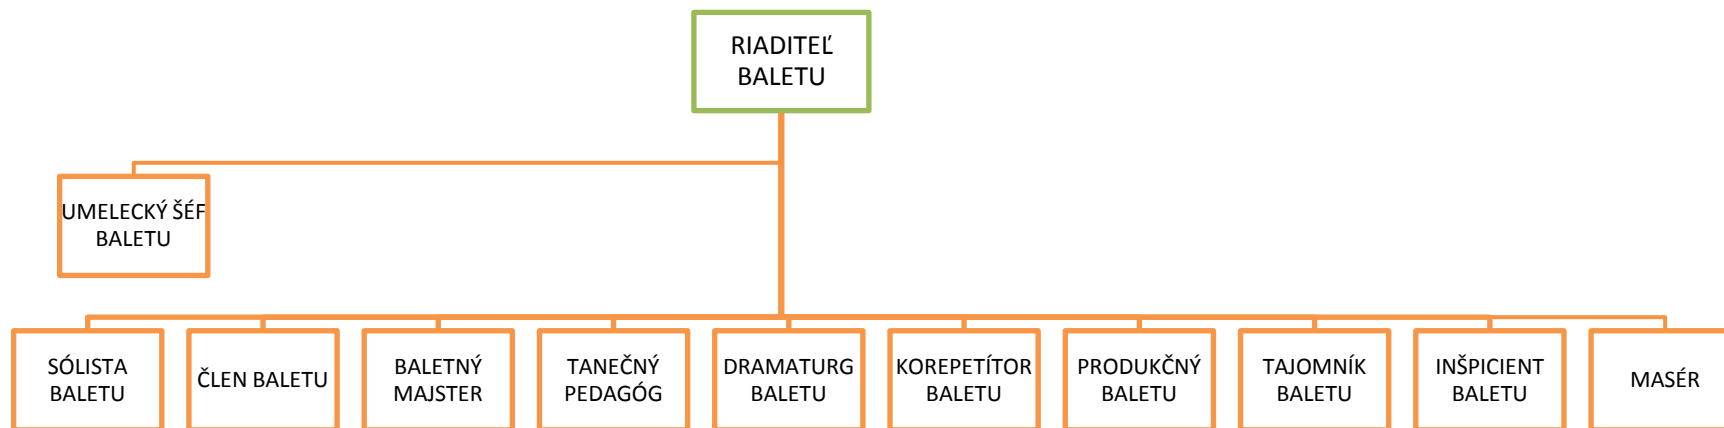 RIADITEĽ
BALETU
UMELECKÝ ŠÉF
BALETU
SÓLISTA
BALETU
ČLEN BALETU
BALETNÝ
MAJSTER
TANEČNÝ
PEDAGÓG
DRAMATURG
BALETU
KOREPETÍTOR
BALETU
PRODUKČNÝ
BALETU
TAJOMNÍK
BALETU
INŠPICIENT
BALETU
MASÉR